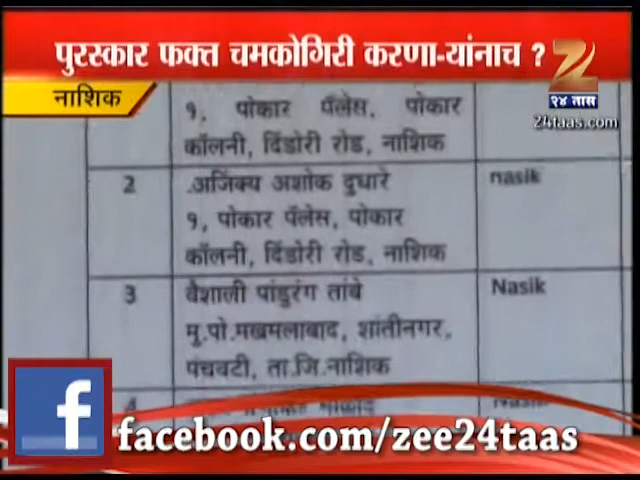 पुरस्कार फक्त चमकोगिरी करणा-यांनाच ?
Z
२४ तास
24taas.com
नाशिक
१, पोकार पॅलेस, पोकार
कॉलनी, दिंडोरी रोड, नाशिक
2 .अजिंक्य अशोक दुधारे nasik
१, पोकार पॅलेस, पोकार
कॉलनी, दिंडोरी रोड, नाशिक
3 वैशाली पांडुरंग तांबे Nasik
मु.पो.मखमलाबाद, शांतीनगर,
पंचवटी, ता.जि.नाशिक
4
f facebook.com/zee24taas